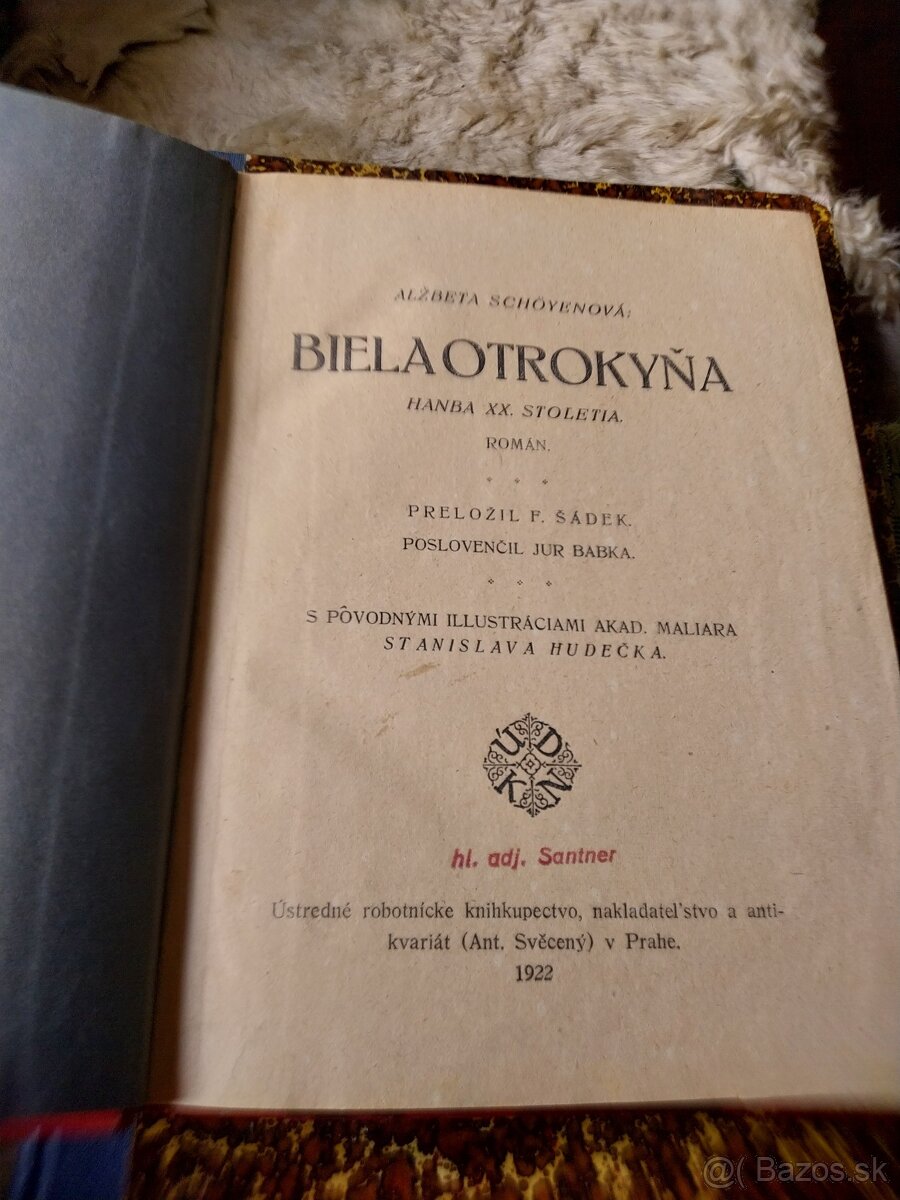 ALŽBETA SCHÖYENOVÁ:
BIELA OTROKYŇA
HANBA XX. STOLETIA.
ROMÁN.
PRELOŽIL F. ŠÁDEK.
POSLOVENČIL JUR BABKA.
S PÔVODNÝMI ILLUSTRÁCIAMI AKAD. MALIARA
STANISLAVA HUDEČKA.
ÚDKN
hl. adj. Santner
Ústredné robotnícke knihkupectvo, nakladateľstvo a anti-
kvariát (Ant. Svěcený) v Prahe.
1922
@( Bazos.sk